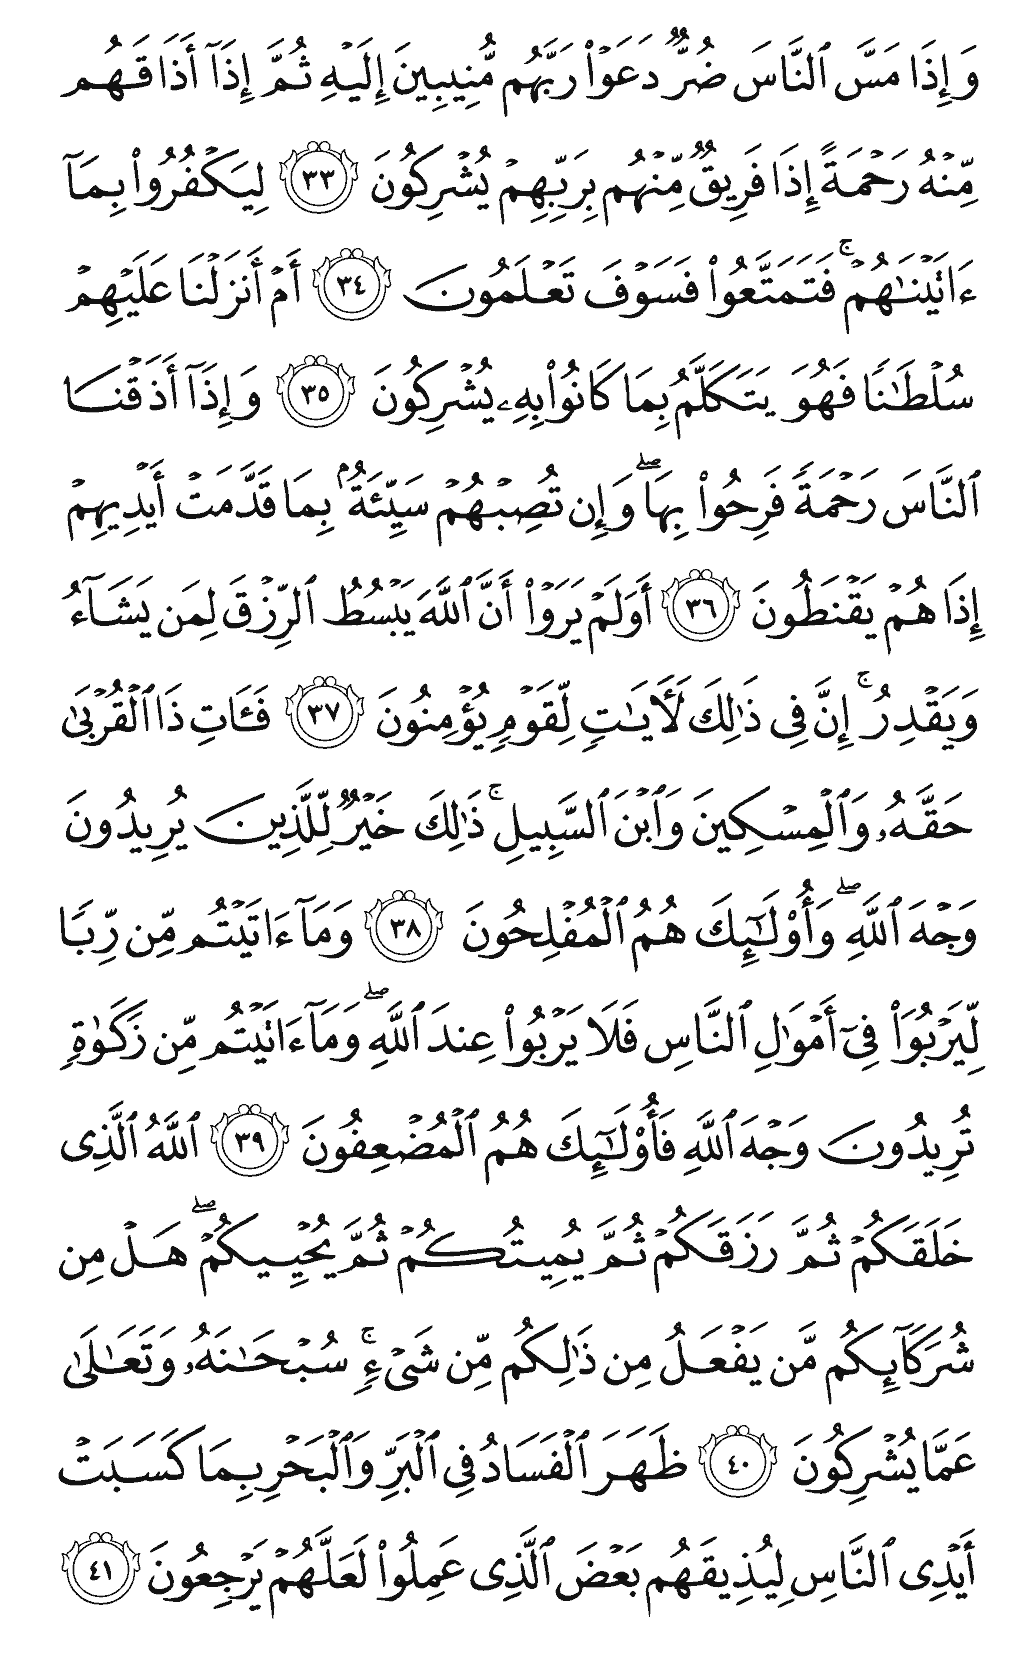 وَإِذَا مَسَّ ٱلنَّاسَ ضُرٌّ دَعَوْا۟ رَبَّهُم مُّنِيبِينَ إِلَيْهِ ثُمَّ إِذَآ أَذَاقَهُم
مِّنْهُ رَحْمَةً إِذَا فَرِيقٌ مِّنْهُم بِرَبِّهِمْ يُشْرِكُونَ ٣٣ لِيَكْفُرُوا۟ بِمَآ
ءَاتَيْنَـٰهُمْ ۚ فَتَمَتَّعُوا۟ فَسَوْفَ تَعْلَمُونَ ٣٤ أَمْ أَنزَلْنَا عَلَيْهِمْ
سُلْطَـٰنًا فَهُوَ يَتَكَلَّمُ بِمَا كَانُوا۟ بِهِۦ يُشْرِكُونَ ٣٥ وَإِذَآ أَذَقْنَا
ٱلنَّاسَ رَحْمَةً فَرِحُوا۟ بِهَا ۖ وَإِن تُصِبْهُمْ سَيِّئَةٌۢ بِمَا قَدَّمَتْ أَيْدِيهِمْ
إِذَا هُمْ يَقْنَطُونَ ٣٦ أَوَلَمْ يَرَوْا۟ أَنَّ ٱللَّهَ يَبْسُطُ ٱلرِّزْقَ لِمَن يَشَآءُ
وَيَقْدِرُ ۚ إِنَّ فِى ذَٰلِكَ لَـَٔايَـٰتٍ لِّقَوْمٍ يُؤْمِنُونَ ٣٧ فَـَٔاتِ ذَا ٱلْقُرْبَىٰ
حَقَّهُۥ وَٱلْمِسْكِينَ وَٱبْنَ ٱلسَّبِيلِ ۚ ذَٰلِكَ خَيْرٌ لِّلَّذِينَ يُرِيدُونَ
وَجْهَ ٱللَّهِ ۖ وَأُو۟لَـٰٓئِكَ هُمُ ٱلْمُفْلِحُونَ ٣٨ وَمَآ ءَاتَيْتُم مِّن رِّبًا
لِّيَرْبُوَا۟ فِىٓ أَمْوَٰلِ ٱلنَّاسِ فَلَا يَرْبُوا۟ عِندَ ٱللَّهِ ۖ وَمَآ ءَاتَيْتُم مِّن زَكَوٰةٍ
تُرِيدُونَ وَجْهَ ٱللَّهِ فَأُو۟لَـٰٓئِكَ هُمُ ٱلْمُضْعِفُونَ ٣٩ ٱللَّهُ ٱلَّذِى
خَلَقَكُمْ ثُمَّ رَزَقَكُمْ ثُمَّ يُمِيتُكُمْ ثُمَّ يُحْيِيكُمْ ۖ هَلْ مِن
شُرَكَآئِكُم مَّن يَفْعَلُ مِن ذَٰلِكُم مِّن شَىْءٍ ۚ سُبْحَـٰنَهُۥ وَتَعَـٰلَىٰ
عَمَّا يُشْرِكُونَ ٤٠ ظَهَرَ ٱلْفَسَادُ فِى ٱلْبَرِّ وَٱلْبَحْرِ بِمَا كَسَبَتْ
أَيْدِى ٱلنَّاسِ لِيُذِيقَهُم بَعْضَ ٱلَّذِى عَمِلُوا۟ لَعَلَّهُمْ يَرْجِعُونَ ٤١